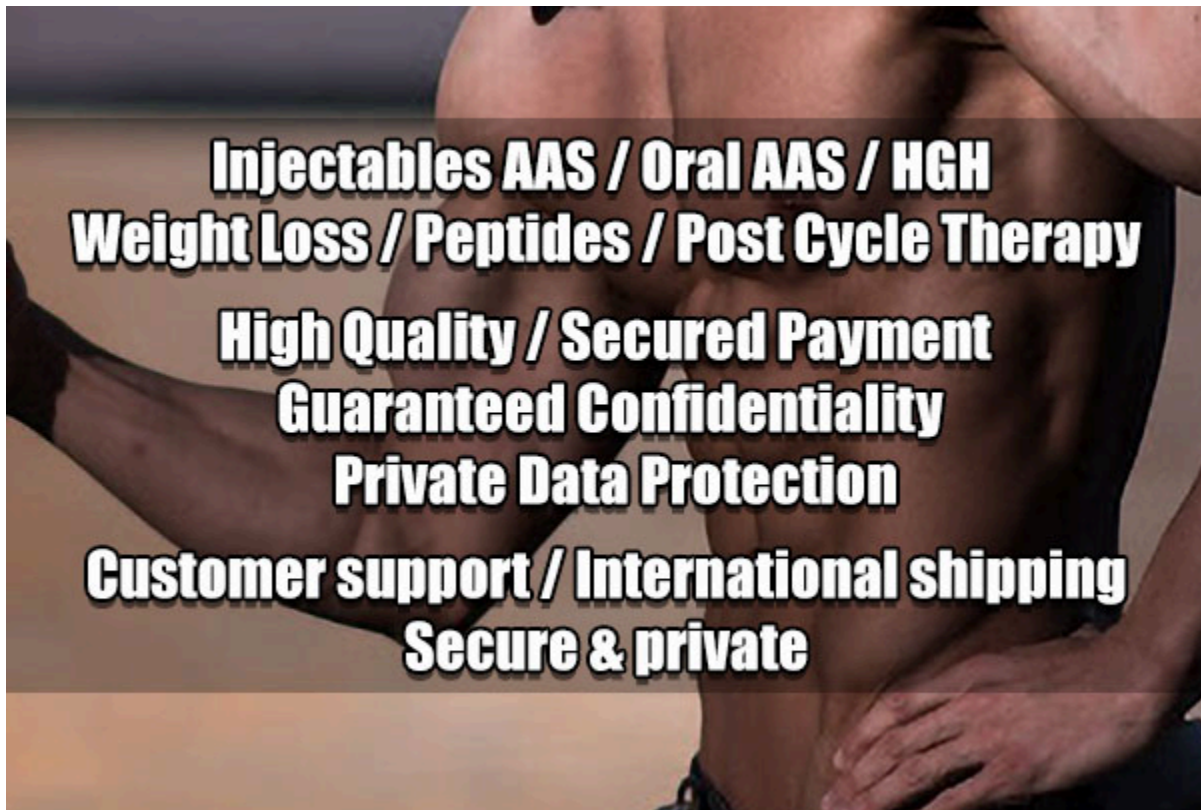 Injectables AAS / Oral AAS / HGH
Weight Loss / Peptides / Post Cycle Therapy
High Quality / Secured Payment
Guaranteed Confidentiality
Private Data Protection
Customer support / International shipping
Secure & private